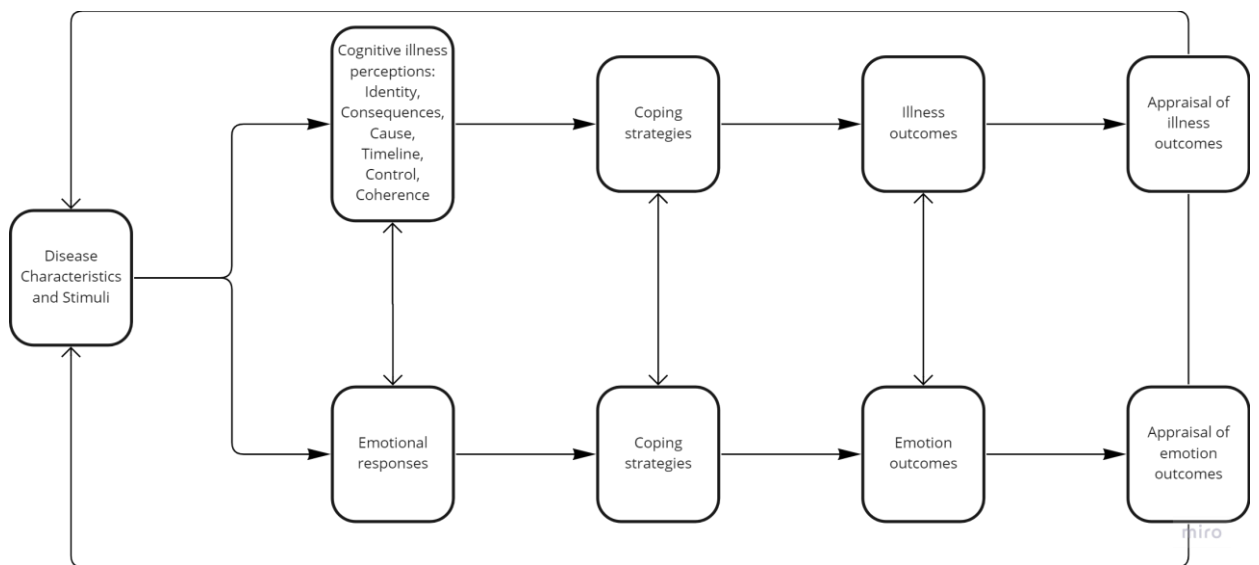 Cognitive illness
perceptions:
Identity,
Consequences,
Cause,
Timeline,
Control,
Coherence
Coping
strategies
Illness
outcomes
Appraisal of
illness
outcomes
Disease
Characteristics
and Stimuli
Emotional
responses
Coping
strategies
Emotion
outcomes
Appraisal of
emotion
outcomes
miro